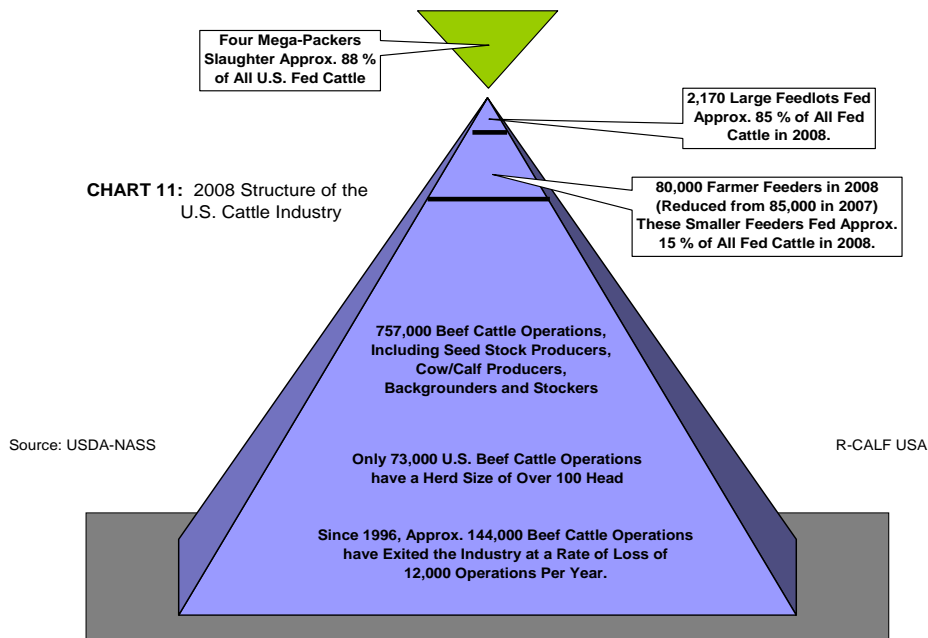 Four Mega-Packers
Slaughter Approx. 88 %
of All U.S. Fed Cattle
2,170 Large Feedlots Fed
Approx. 85 % of All Fed
Cattle in 2008.
CHART 11: 2008 Structure of the
U.S. Cattle Industry
80,000 Farmer Feeders in 2008
(Reduced from 85,000 in 2007)
These Smaller Feeders Fed Approx.
15 % of All Fed Cattle in 2008.
757,000 Beef Cattle Operations,
Including Seed Stock Producers,
Cow/Calf Producers,
Backgrounders and Stockers
Source: USDA-NASS
R-CALF USA
Only 73,000 U.S. Beef Cattle Operations
have a Herd Size of Over 100 Head
Since 1996, Approx. 144,000 Beef Cattle Operations
have Exited the Industry at a Rate of Loss of
12,000 Operations Per Year.